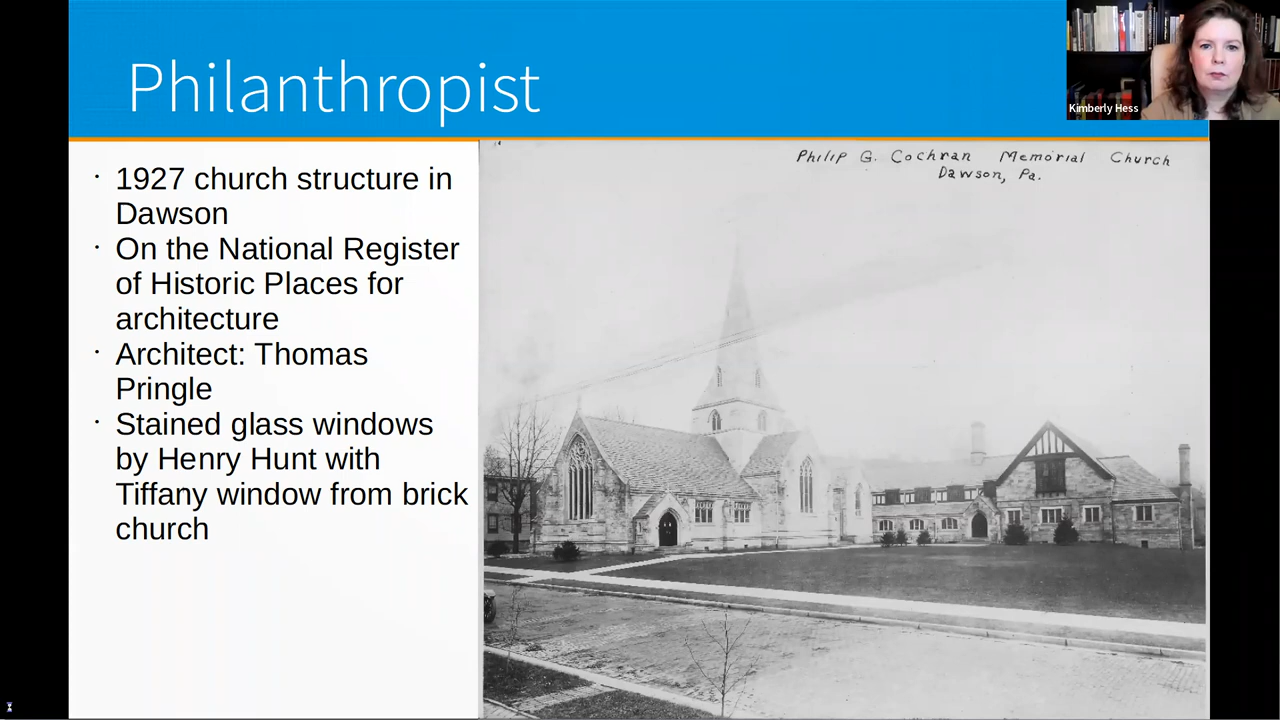 Philanthropist
Kimberly Hess
Philip G. Cochran Memorial Church
Dawson, Pa.
· 1927 church structure in
Dawson
· On the National Register
of Historic Places for
architecture
· Architect: Thomas
Pringle
· Stained glass windows
by Henry Hunt with
Tiffany window from brick
church